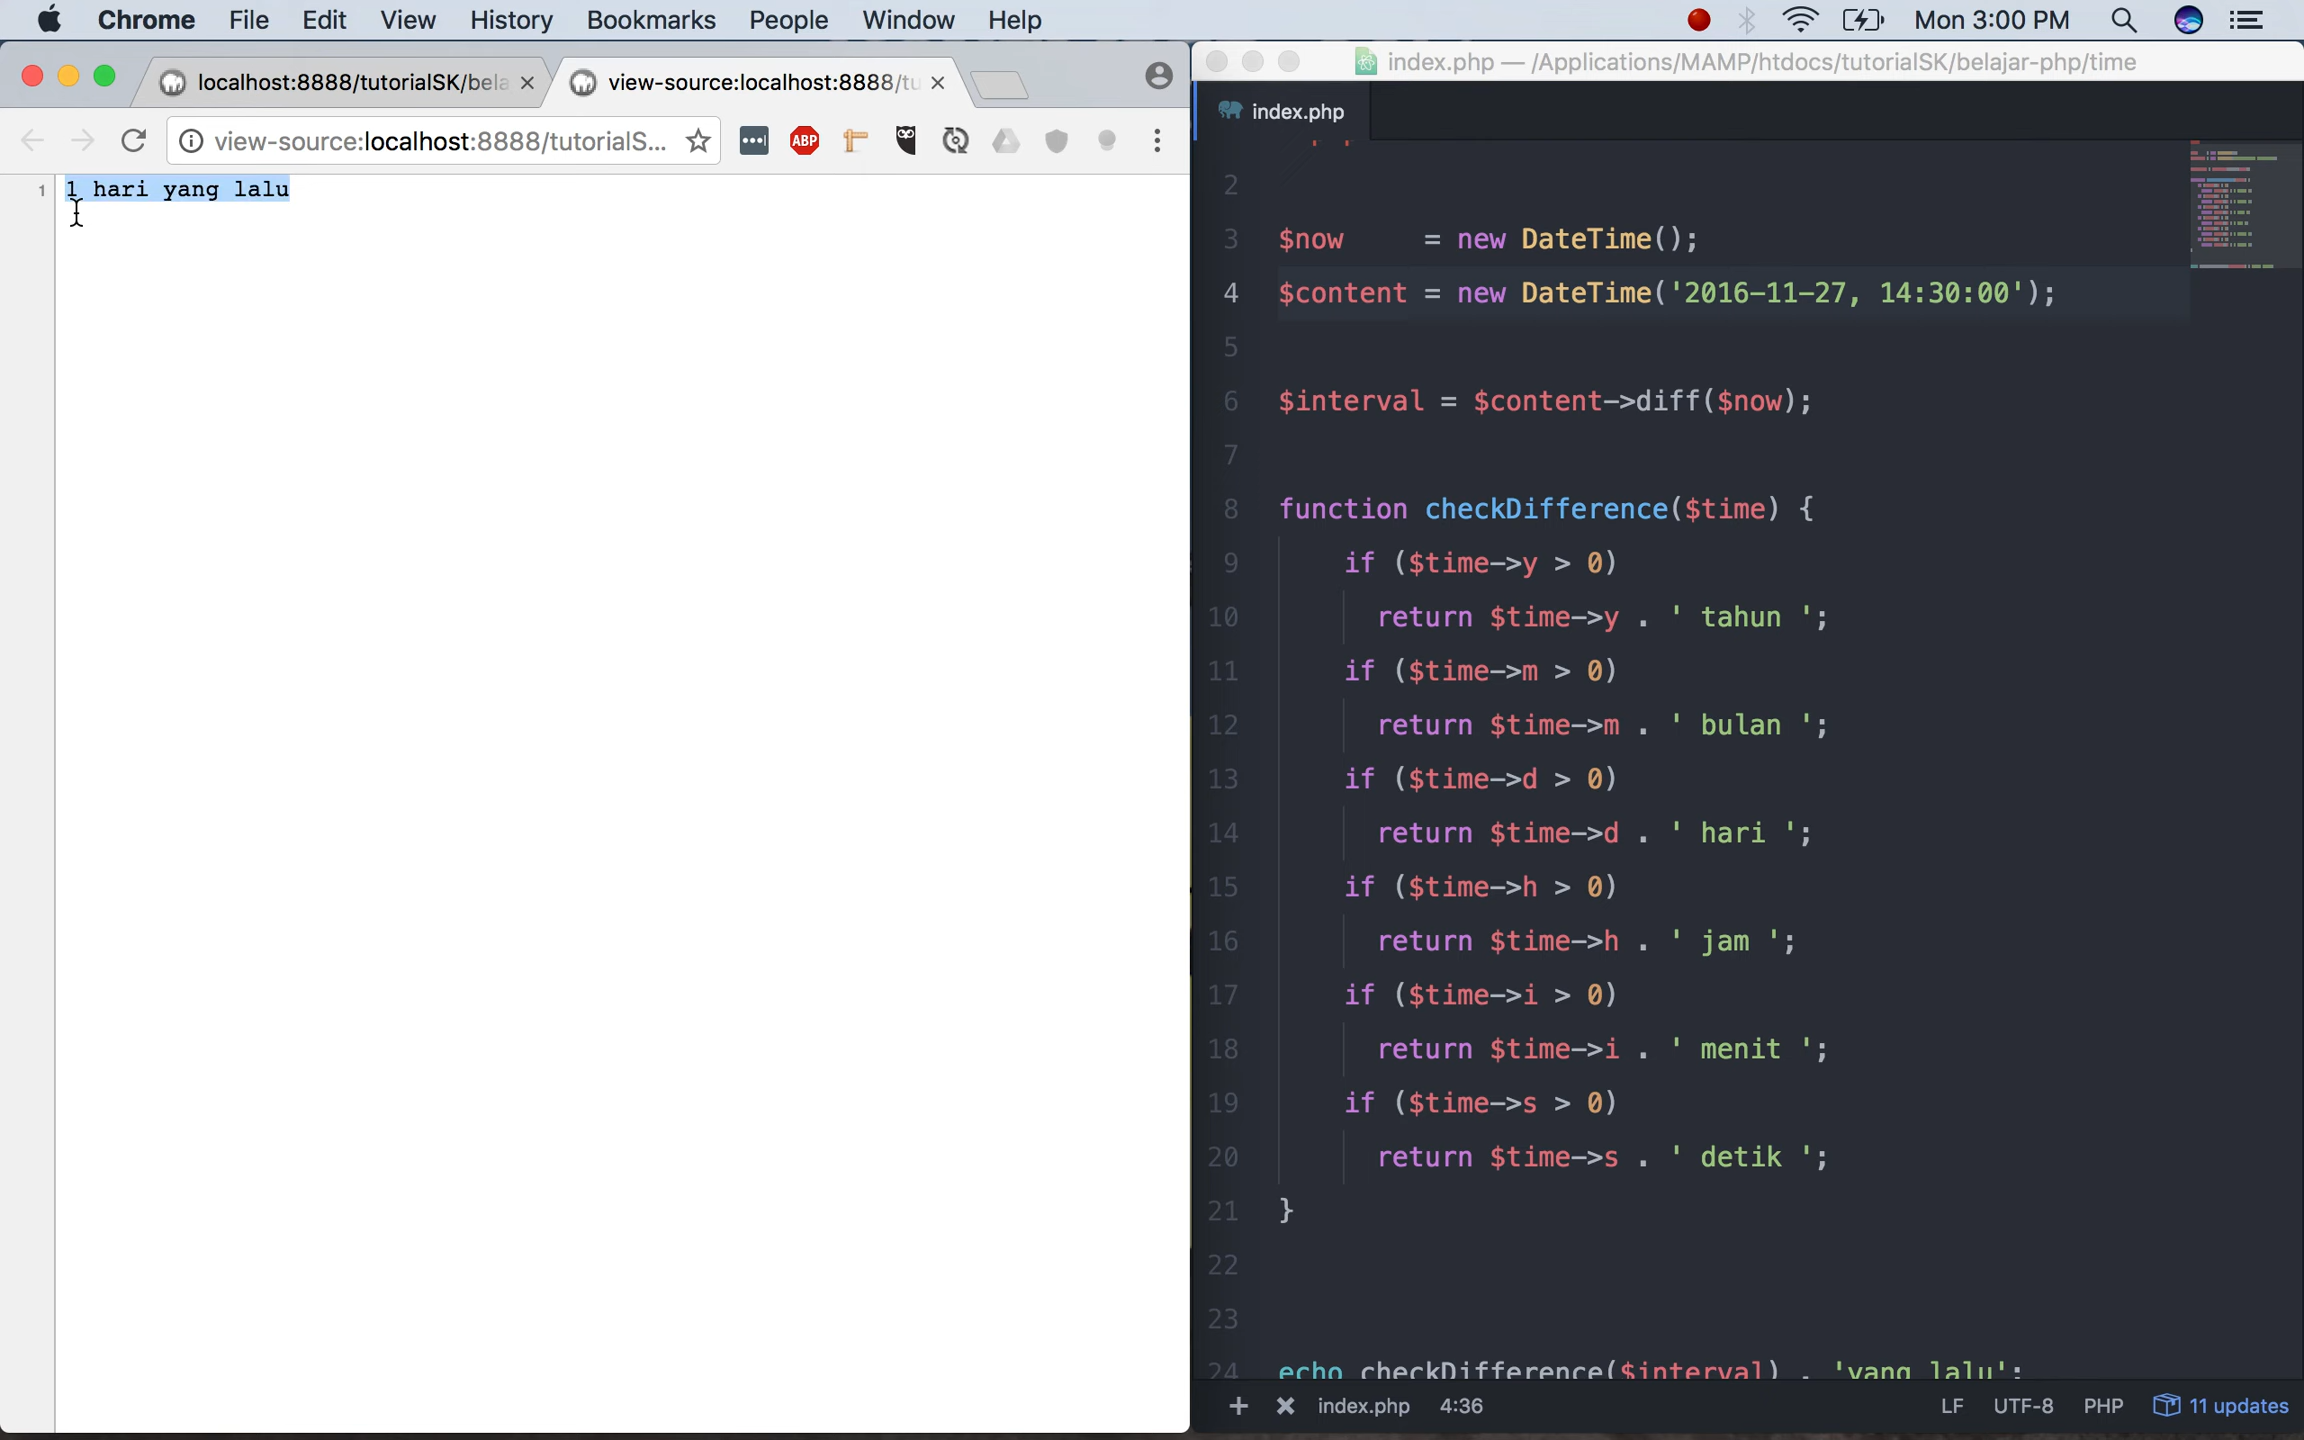 Chrome File Edit View History Bookmarks People Window Help Mon 3:00 PM
localhost:8888/tutorialSK/bela
view-source:localhost:8888/tu
view-source:localhost:8888/tutorialS...
ABP
1 1 hari yang lalu
index.php — /Applications/MAMP/htdocs/tutorialSK/belajar-php/time
index.php
2
3 $now     = new DateTime();
4 $content = new DateTime('2016-11-27, 14:30:00');
5
6 $interval = $content->diff($now);
7
8 function checkDifference($time) {
9 if ($time->y > 0)
10 return $time->y . ' tahun ';
11 if ($time->m > 0)
12 return $time->m . ' bulan ';
13 if ($time->d > 0)
14 return $time->d . ' hari ';
15 if ($time->h > 0)
16 return $time->h . ' jam ';
17 if ($time->i > 0)
18 return $time->i . ' menit ';
19 if ($time->s > 0)
20 return $time->s . ' detik ';
21 }
22
23
24 echo checkDifference($interval) . 'yang lalu';
index.php 4:36 LF UTF-8 PHP 11 updates